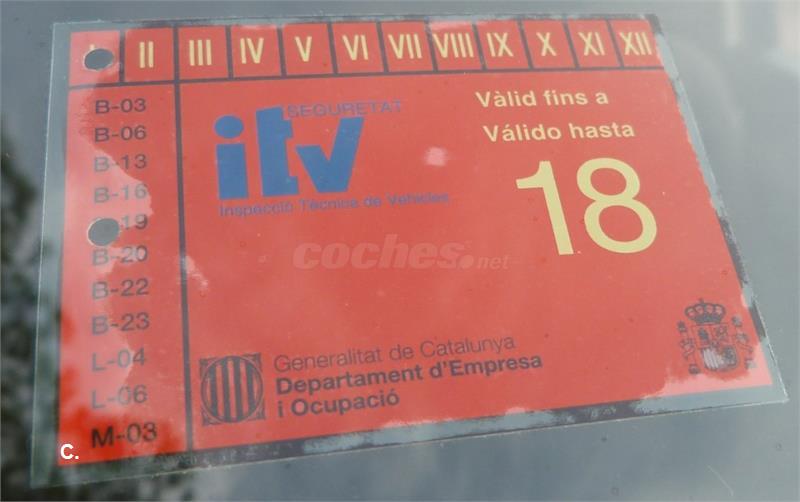 I II III IV V VI VII VIII IX X XI XII
B-03
B-06
B-13
B-16
19
B-20
B-22
B-23
L-04
L-06
M-03
SEGURETAT
itv
Inspecció Tècnica de Vehicles
Vàlid fins a
Válido hasta
18
coches.net
Generalitat de Catalunya
Departament d'Empresa
i Ocupació
C.